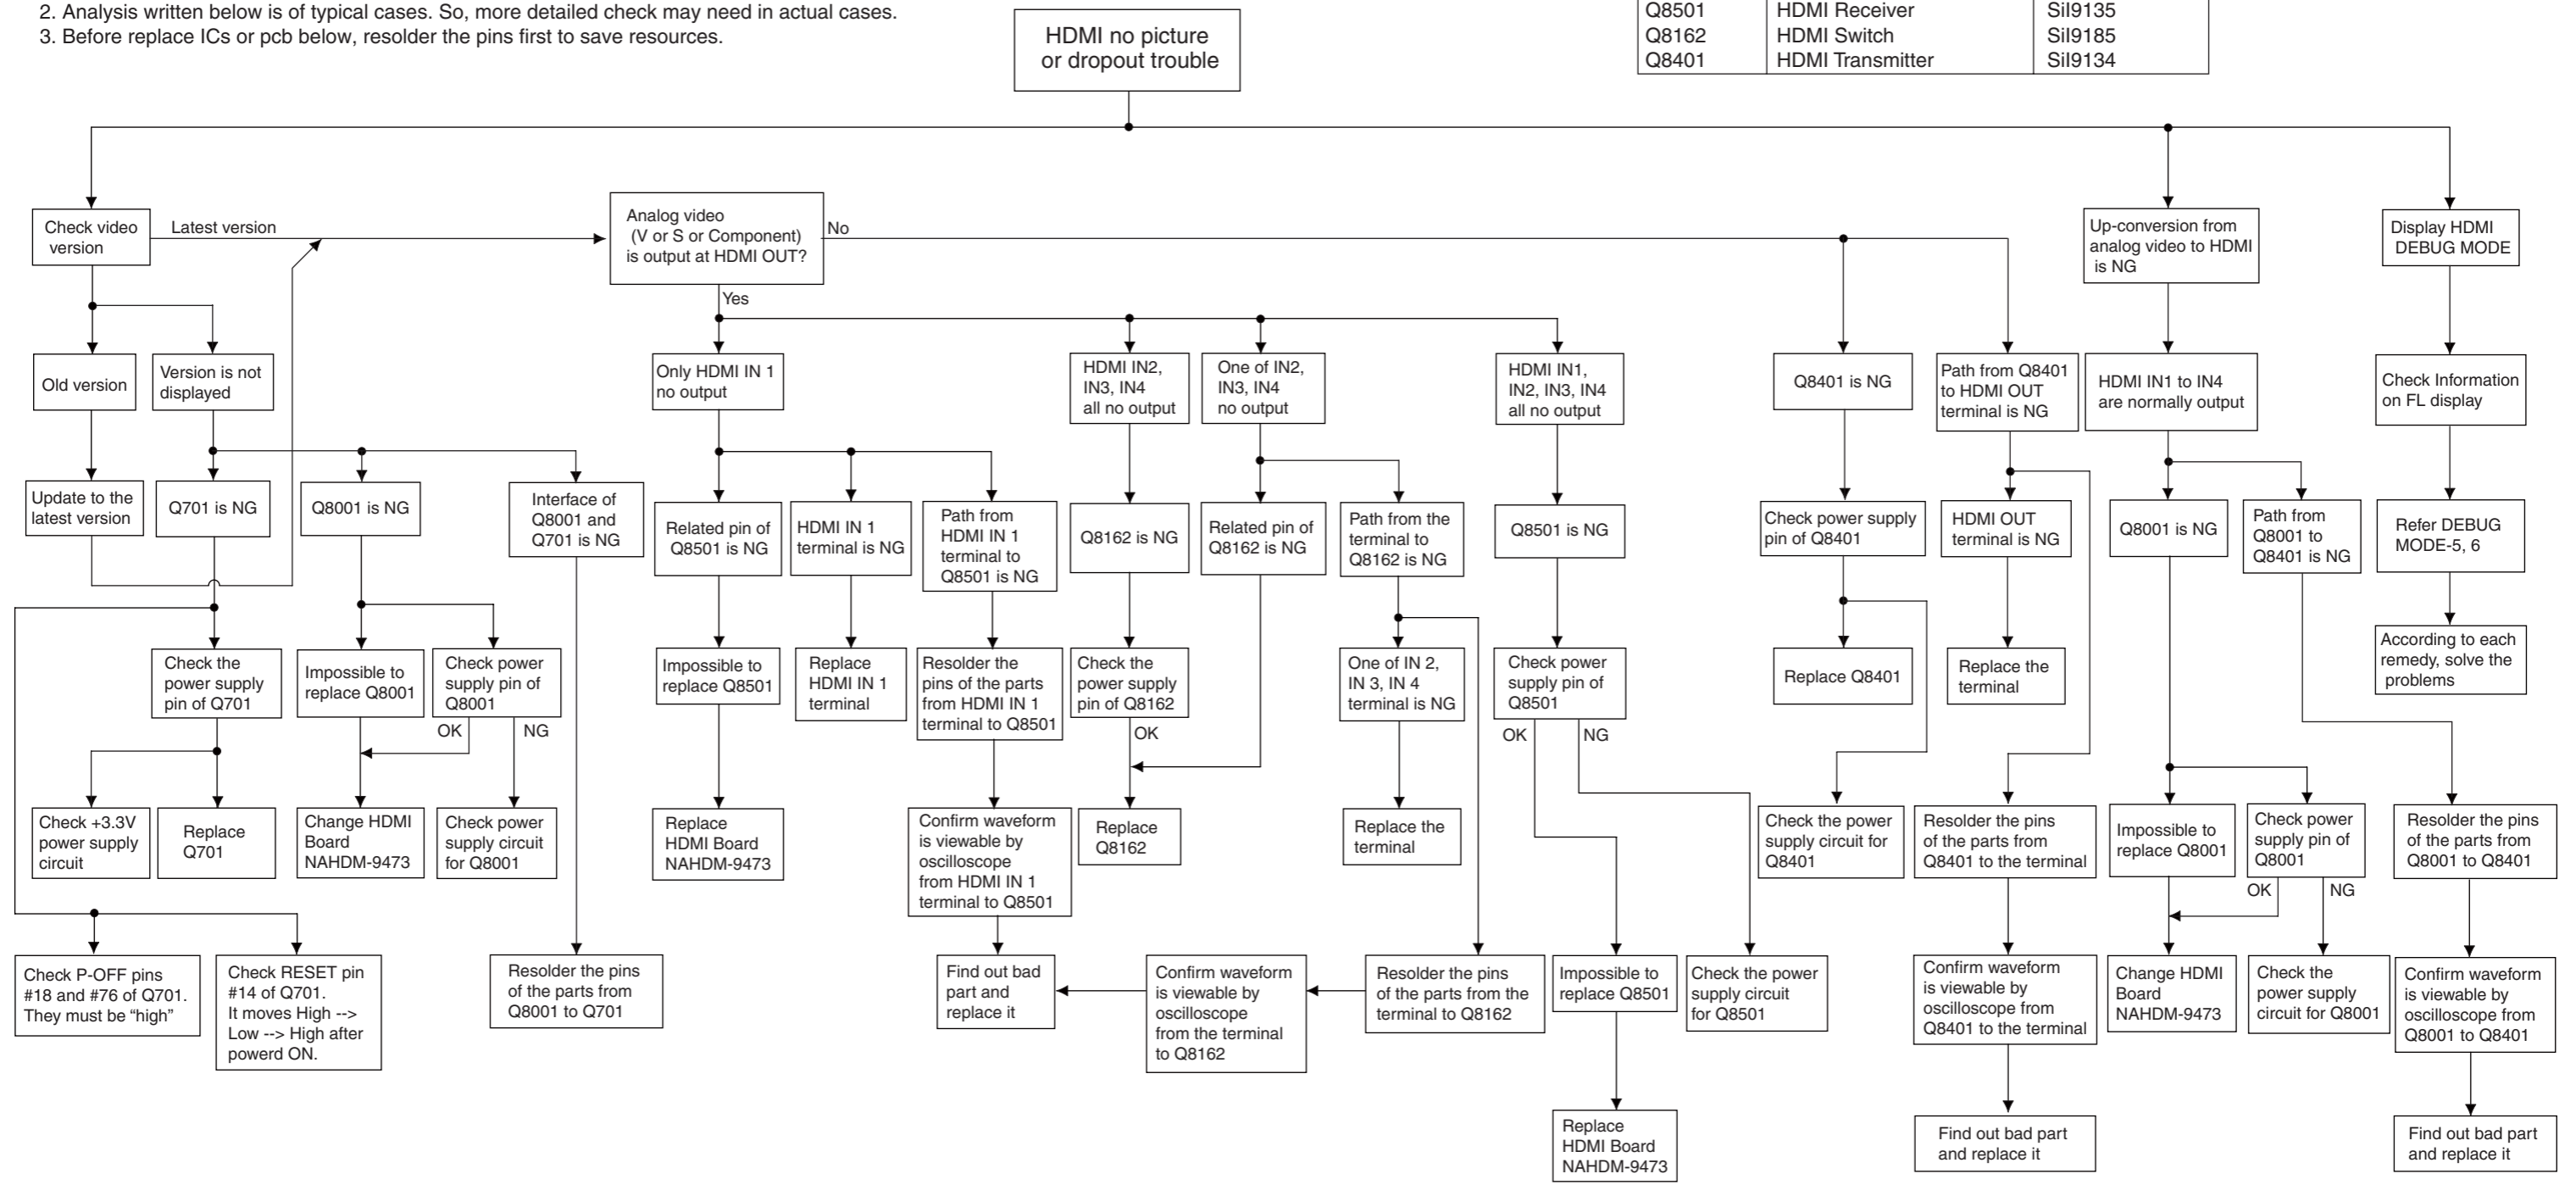 2. Analysis written below is of typical cases. So, more detailed check may need in actual cases.
3. Before replace ICs or pcb below, resolder the pins first to save resources.
HDMI no picture
or dropout trouble
Q8501 HDMI Receiver SiI9135
Q8162 HDMI Switch SiI9185
Q8401 HDMI Transmitter SiI9134
Check video
version
Latest version
Analog video
(V or S or Component)
is output at HDMI OUT?
No
Yes
Up-conversion from
analog video to HDMI
is NG
Display HDMI
DEBUG MODE
Old version
Version is not
displayed
Only HDMI IN 1
no output
HDMI IN2,
IN3, IN4
all no output
One of IN2,
IN3, IN4
no output
HDMI IN1,
IN2, IN3, IN4
all no output
Q8401 is NG
Path from Q8401
to HDMI OUT
terminal is NG
HDMI IN1 to IN4
are normally output
Check Information
on FL display
Update to the
latest version
Q701 is NG
Q8001 is NG
Interface of
Q8001 and
Q701 is NG
Related pin of
Q8501 is NG
HDMI IN 1
terminal is NG
Path from
HDMI IN 1
terminal to
Q8501 is NG
Q8162 is NG
Related pin of
Q8162 is NG
Path from the
terminal to
Q8162 is NG
Q8501 is NG
Check power supply
pin of Q8401
HDMI OUT
terminal is NG
Q8001 is NG
Path from
Q8001 to
Q8401 is NG
Refer DEBUG
MODE-5, 6
Check the
power supply
pin of Q701
Impossible to
replace Q8001
Check power
supply pin of
Q8001
OK
NG
Impossible to
replace Q8501
Replace
HDMI IN 1
terminal
Resolder the
pins of the parts
from HDMI IN 1
terminal to Q8501
Check the
power supply
pin of Q8162
OK
One of IN 2,
IN 3, IN 4
terminal is NG
Check power
supply pin of
Q8501
OK
NG
Replace Q8401
Replace the
terminal
According to each
remedy, solve the
problems
Check +3.3V
power supply
circuit
Replace
Q701
Change HDMI
Board
NAHDM-9473
Check power
supply circuit
for Q8001
Replace
HDMI Board
NAHDM-9473
Confirm waveform
is viewable by
oscilloscope
from HDMI IN 1
terminal to Q8501
Replace
Q8162
Replace the
terminal
Check the power
supply circuit for
Q8401
Resolder the pins
of the parts from
Q8401 to the terminal
Impossible to
replace Q8001
Check power
supply pin of
Q8001
OK
NG
Resolder the pins
of the parts from
Q8001 to Q8401
Check P-OFF pins
#18 and #76 of Q701.
They must be “high”
Check RESET pin
#14 of Q701.
It moves High -->
Low --> High after
powerd ON.
Resolder the pins
of the parts from
Q8001 to Q701
Find out bad
part and
replace it
Confirm waveform
is viewable by
oscilloscope
from the terminal
to Q8162
Resolder the pins
of the parts from the
terminal to Q8162
Impossible to
replace Q8501
Check the power
supply circuit
for Q8501
Confirm waveform
is viewable by
oscilloscope from
Q8401 to the terminal
Change HDMI
Board
NAHDM-9473
Check the
power supply
circuit for Q8001
Confirm waveform
is viewable by
oscilloscope from
Q8001 to Q8401
Replace
HDMI Board
NAHDM-9473
Find out bad part
and replace it
Find out bad part
and replace it